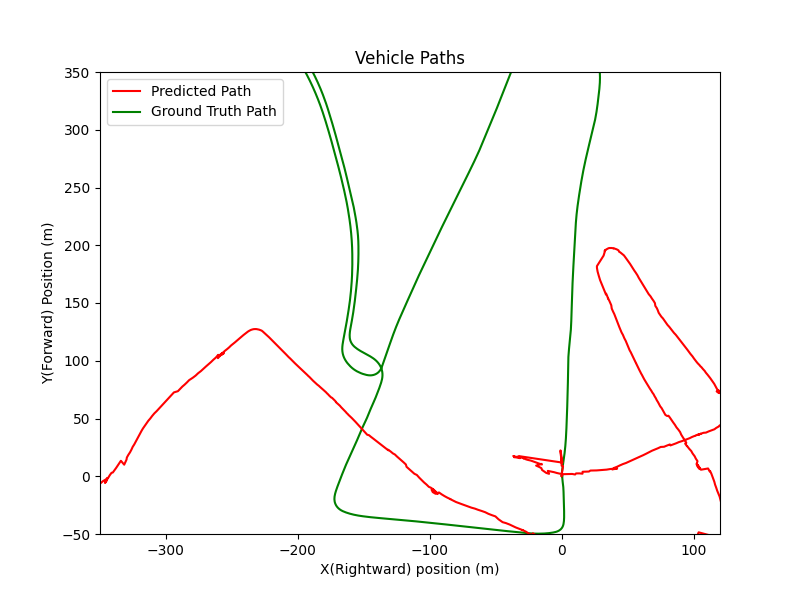 Vehicle Paths
Predicted Path
Ground Truth Path
350
300
250
200
150
100
50
0
−50
Y(Forward) Position (m)
−300
−200
−100
0
100
X(Rightward) position (m)